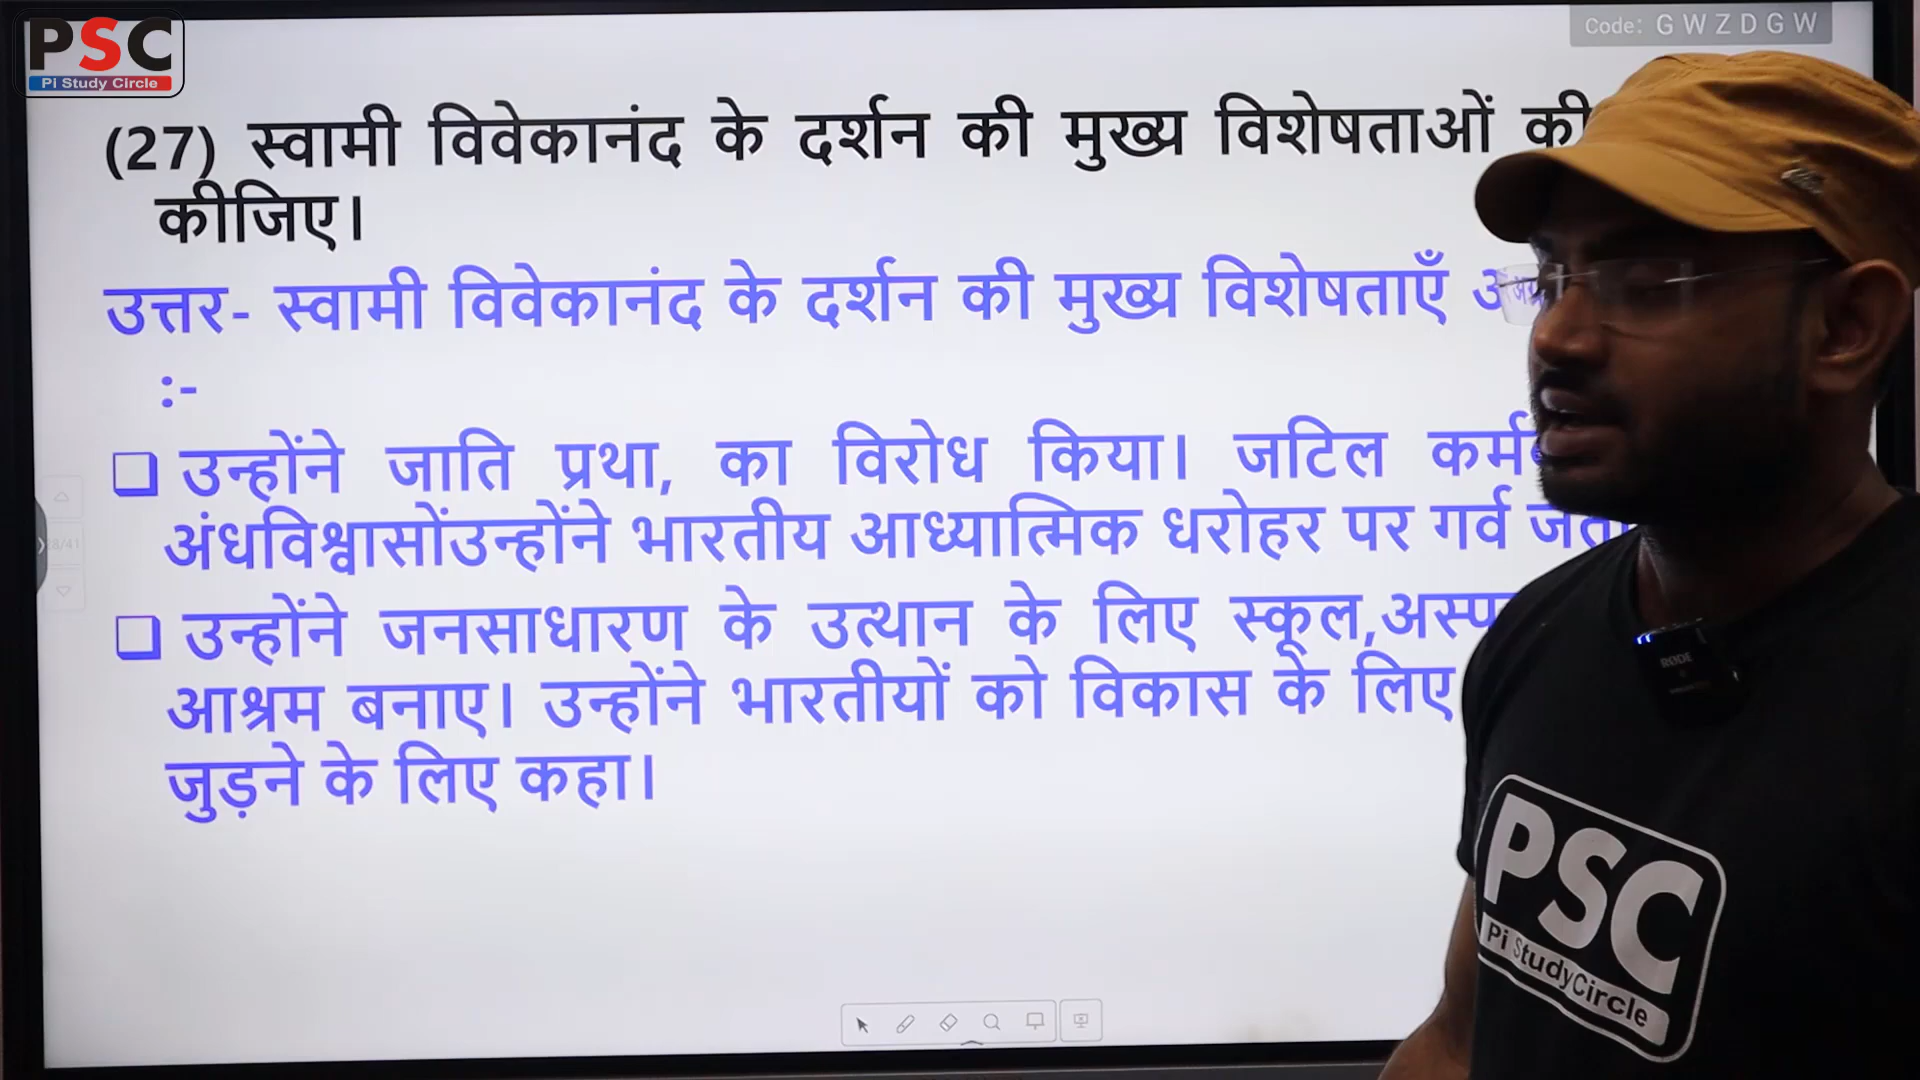 PSC
Pi Study Circle
Code: GWZDGW
(27) स्वामी विवेकानंद के दर्शन की मुख्य विशेषताओं की
कीजिए।
उत्तर- स्वामी विवेकानंद के दर्शन की मुख्य विशेषताएँ
:-
❑ उन्होंने जाति प्रथा, का विरोध किया। जटिल
अंधविश्वासोंउन्होंने भारतीय आध्यात्मिक धरोहर पर गर्व
❑ उन्होंने जनसाधारण के उत्थान के लिए स्कूल,
आश्रम बनाए। उन्होंने भारतीयों को विकास के लिए
जुड़ने के लिए कहा।
RODE
PSC
Pi StudyCircle